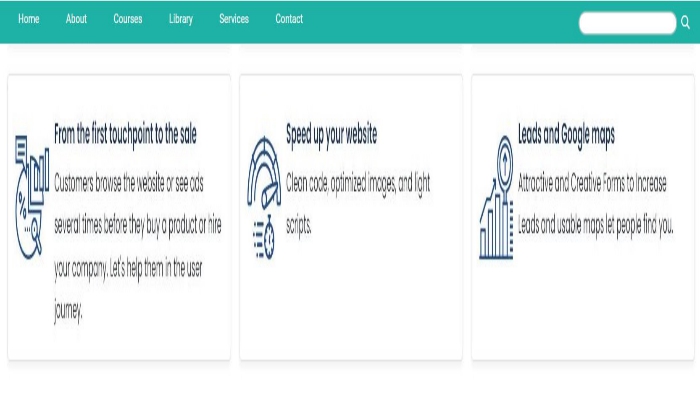 Home About Courses Library Services Contact
From the first touchpoint to the sale
Customers browse the website or see ads
several times before they buy a product or hire
your company. Let's help them in the user
journey.
Speed up your website
Clean code, optimized images, and light
scripts.
Leads and Google maps
Attractive and Creative Forms to Increase
Leads and usable maps let people find you.